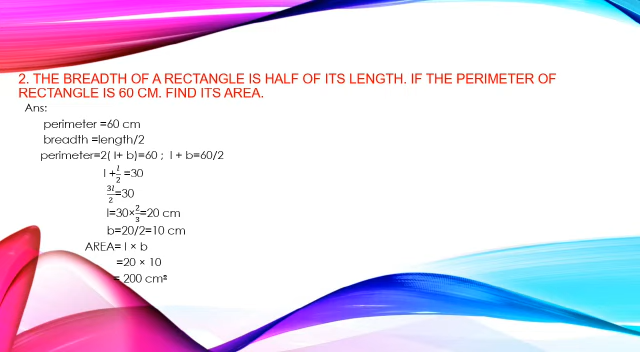 2. THE BREADTH OF A RECTANGLE IS HALF OF ITS LENGTH. IF THE PERIMETER OF
RECTANGLE IS 60 CM. FIND ITS AREA.
Ans:
perimeter =60 cm
breadth =length/2
perimeter=2( l+ b)=60 ; l + b=60/2
l +l/2 =30
3l/2=30
l=30×2/3=20 cm
b=20/2=10 cm
AREA= l × b
=20 × 10
= 200 cm²